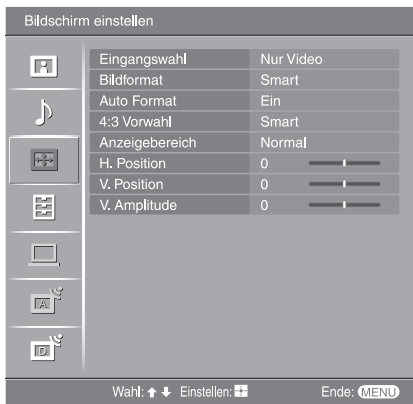 Bildschirm einstellen
Eingangswahl Nur Video
Bildformat Smart
Auto Format Ein
4:3 Vorwahl Smart
Anzeigebereich Normal
H. Position 0
V. Position 0
V. Amplitude 0
A
D
Wahl: Einstellen: Ende: MENU